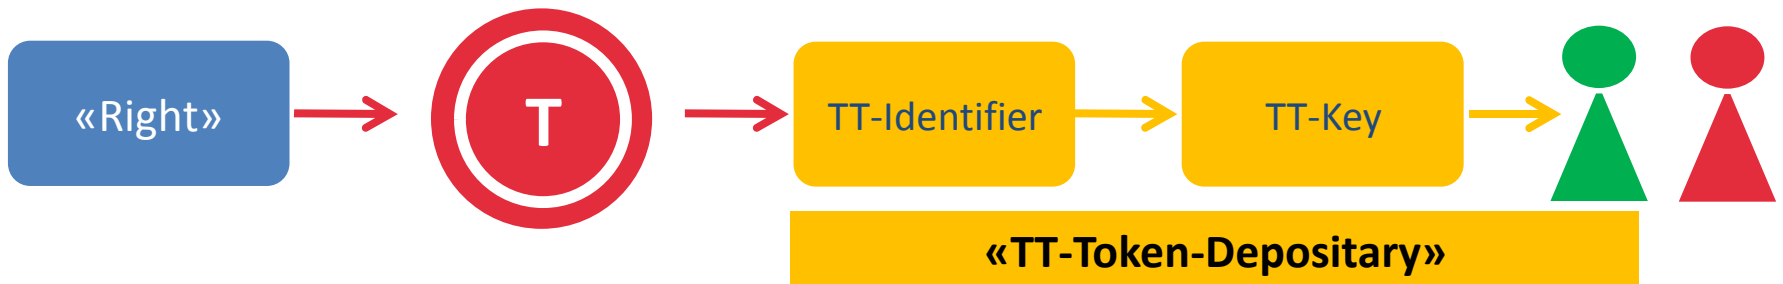 «Right»
T
TT-Identifier
TT-Key
«TT-Token-Depositary»